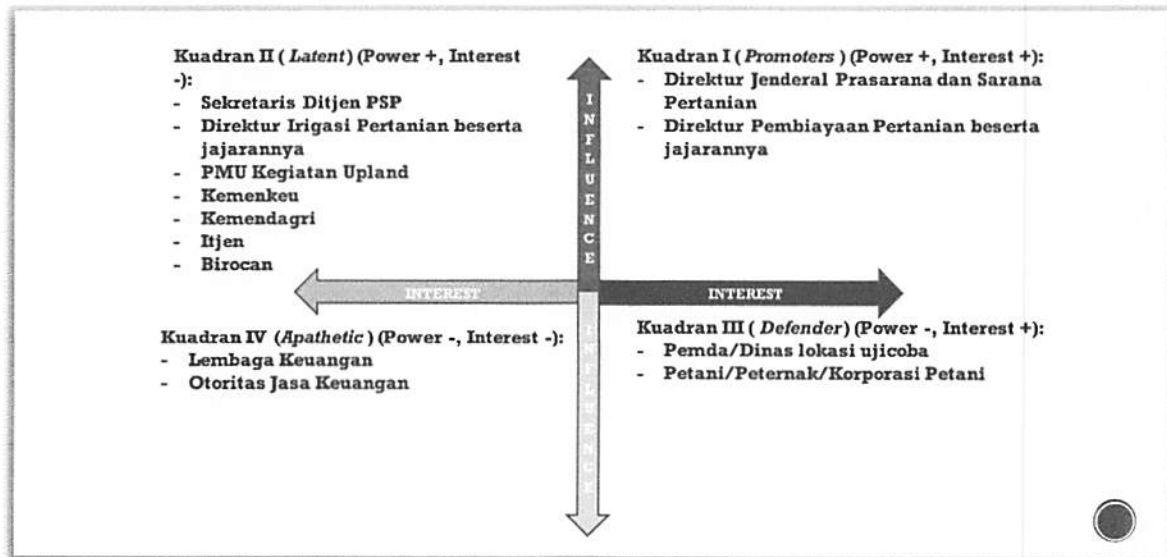 Kuadran II (Latent) (Power +, Interest
-):
- Sekretaris Ditjen PSP
- Direktur Irigasi Pertanian beserta
jajarannya
- PMU Kegiatan Upland
- Kemenkeu
- Kemendagri
- Itjen
- Birocan
Kuadran I (Promoters) (Power +, Interest +):
- Direktur Jenderal Prasarana dan Sarana
Pertanian
- Direktur Pembiayaan Pertanian beserta
jajarannya
INFLUENCE
INTEREST
INTEREST
Kuadran IV (Apathetic) (Power -, Interest -):
- Lembaga Keuangan
- Otoritas Jasa Keuangan
INFLUENCE
Kuadran III (Defender) (Power -, Interest +):
- Pemda/Dinas lokasi ujicoba
- Petani/Peternak/Korporasi Petani